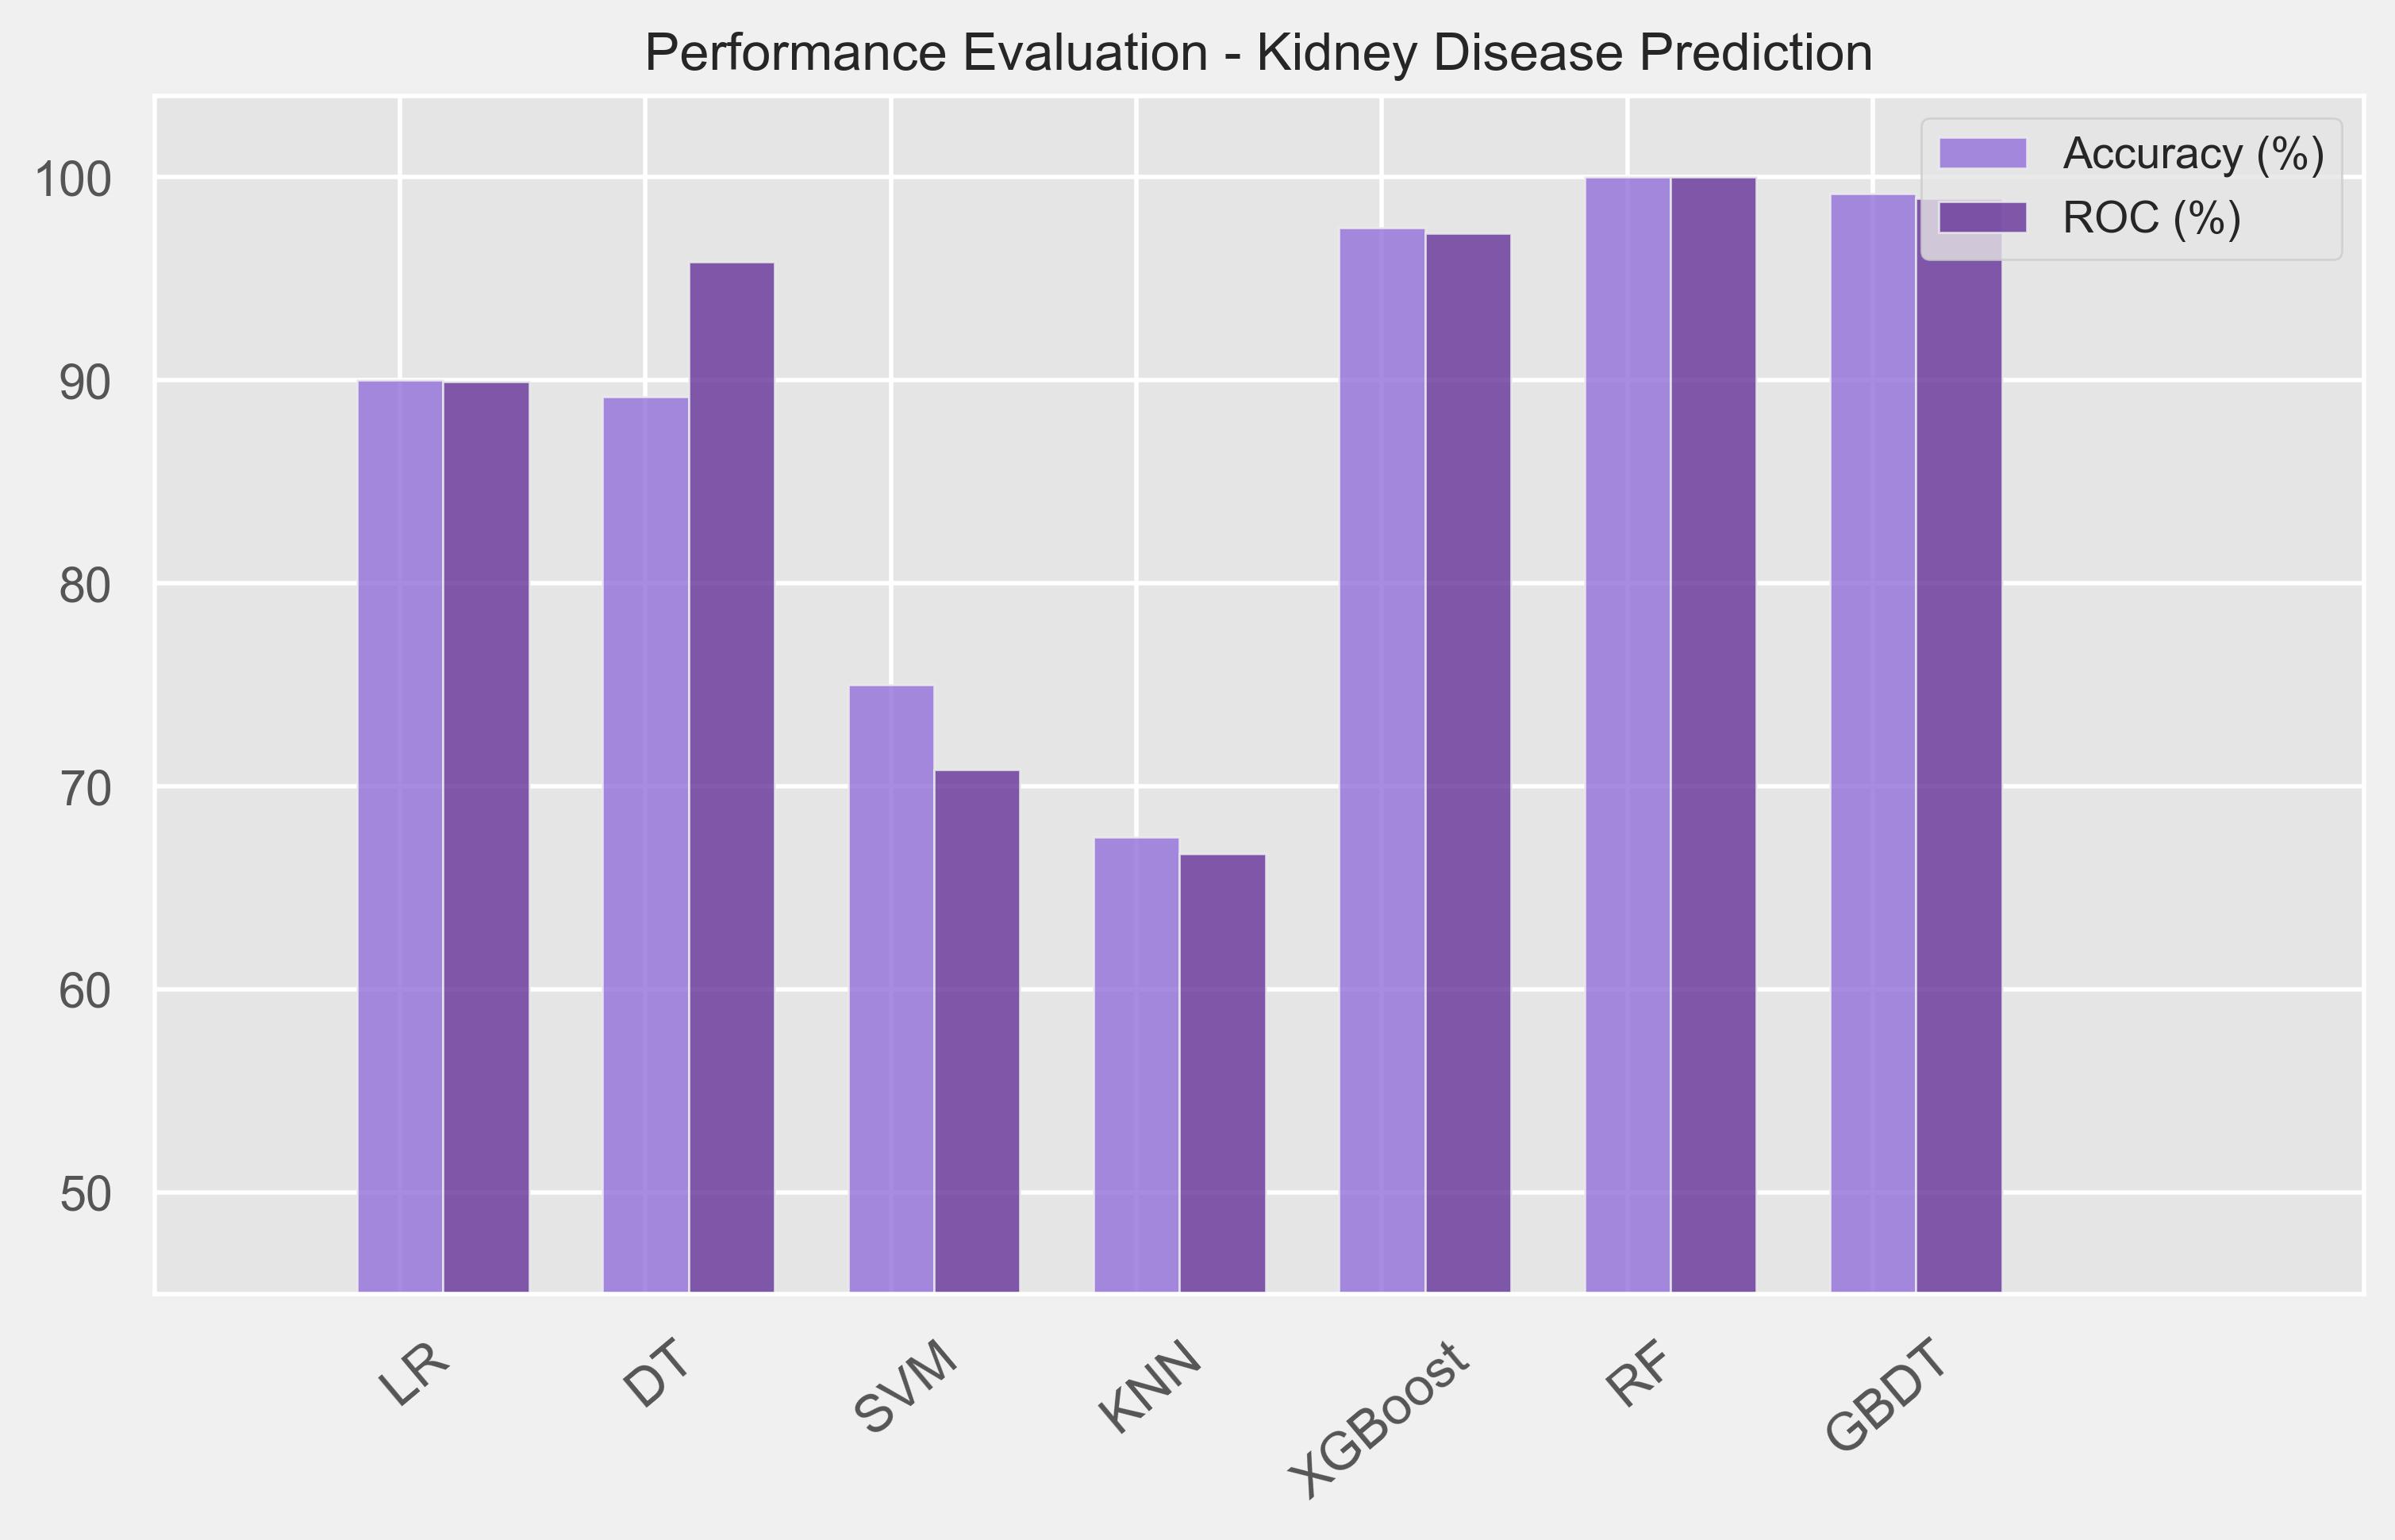 Performance Evaluation - Kidney Disease Prediction
Accuracy (%)
ROC (%)
100
90
80
70
60
50
LR
DT
SVM
KNN
XGBoost
RF
GBDT